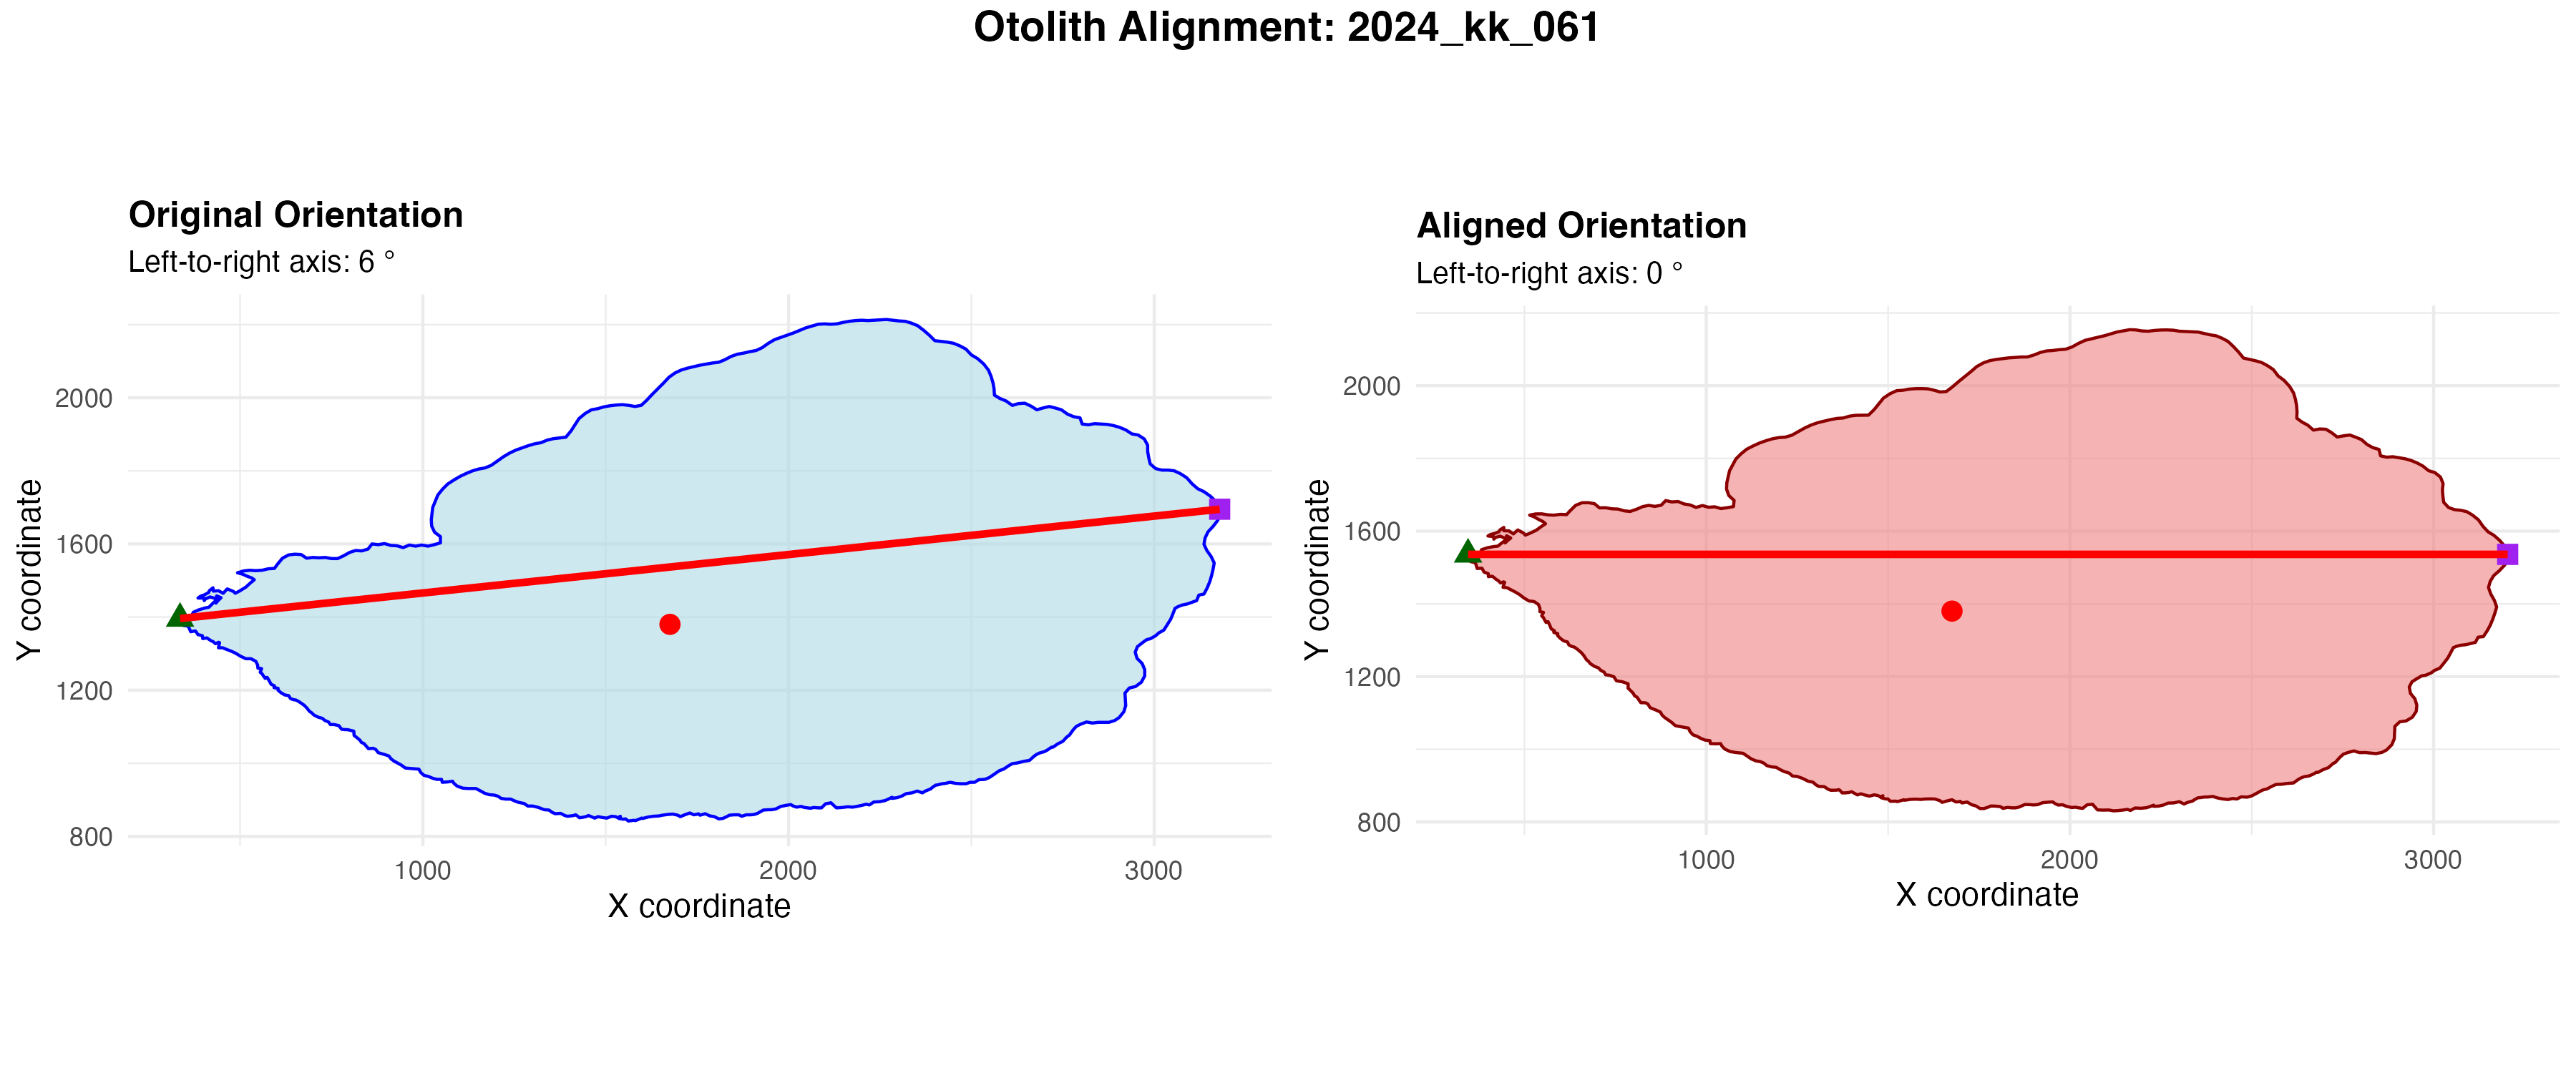 Otolith Alignment: 2024_kk_061
Original Orientation
Left-to-right axis: 6 °
Y coordinate
2000
1600
1200
800
1000
2000
3000
X coordinate
Aligned Orientation
Left-to-right axis: 0 °
Y coordinate
2000
1600
1200
800
1000
2000
3000
X coordinate